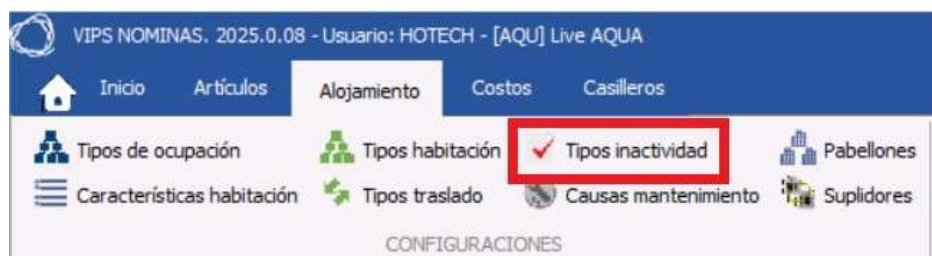 VIPS NOMINAS. 2025.0.08 - Usuario: HOTECH - [AQU] Live AQUA
Inicio Artículos Alojamiento Costos Casilleros
Tipos de ocupación Tipos habitación Tipos inactividad Pabellones
Características habitación Tipos traslado Causas mantenimiento Suplidores
CONFIGURACIONES